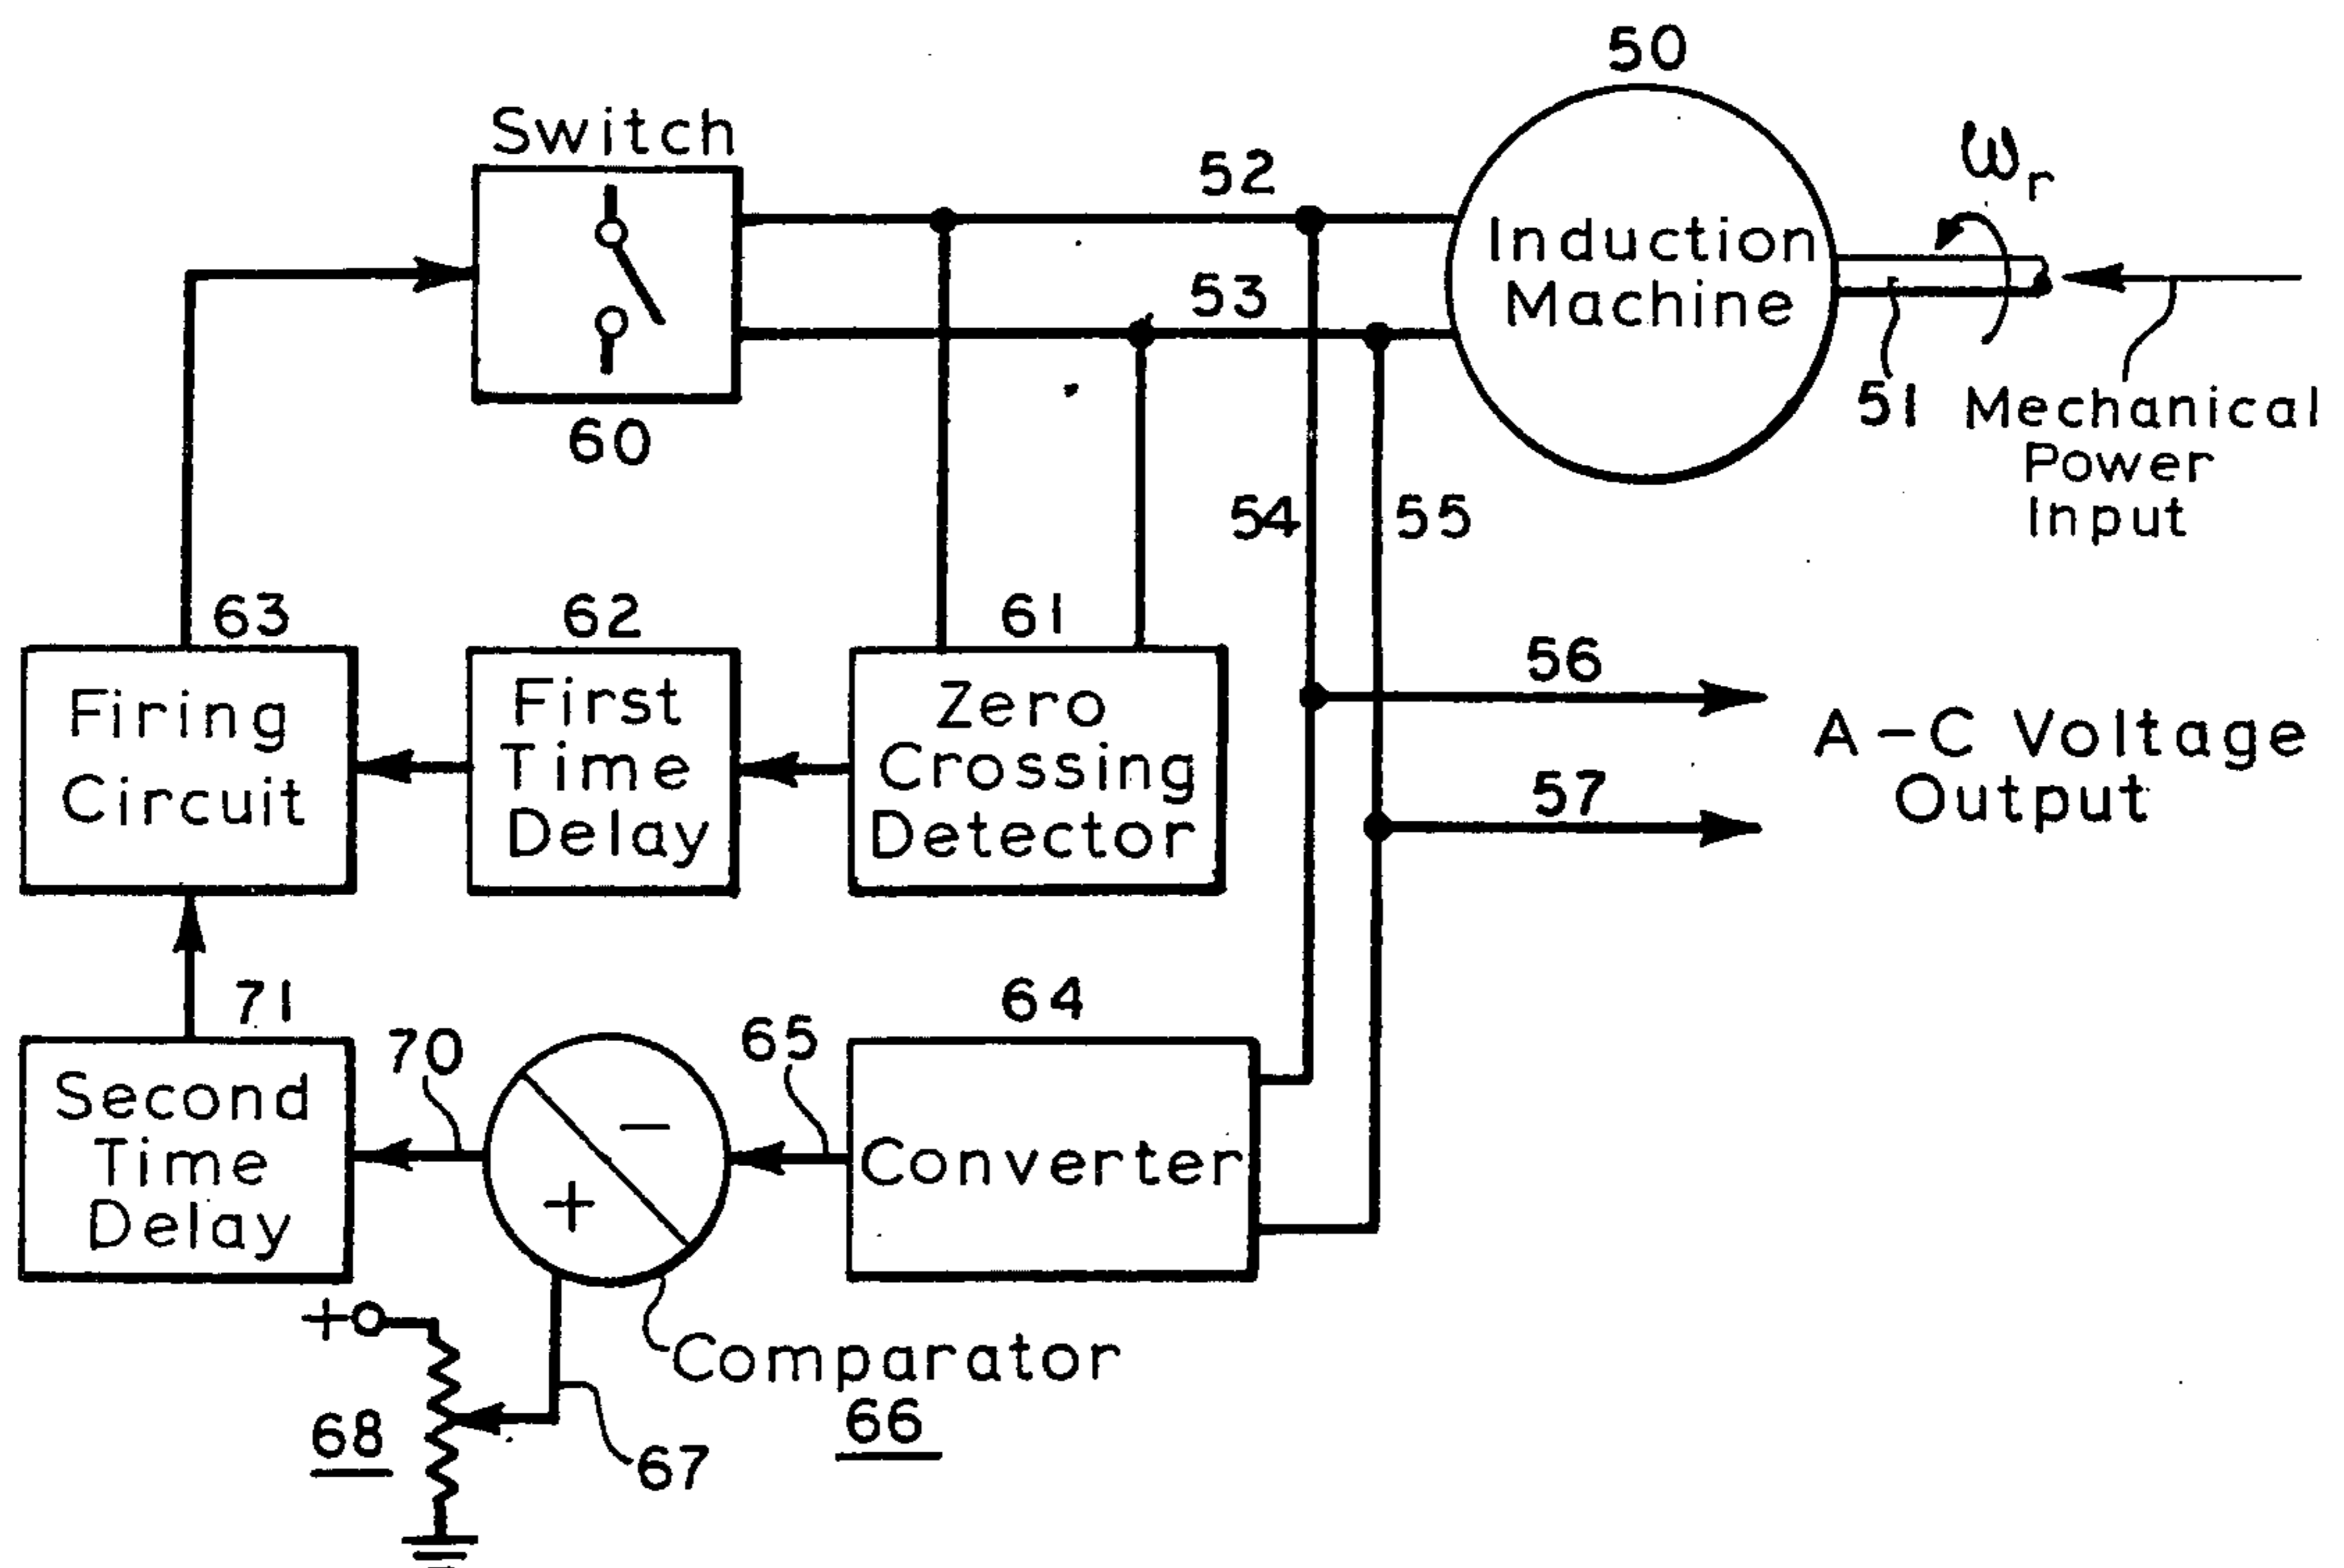 50
Switch
ωr
52
Induction
Machine
53
60
51
Mechanical
Power
Input
54
55
63
62
61
56
Firing
Circuit
First
Time
Delay
Zero
Crossing
Detector
A-C Voltage
Output
57
71
70
65
64
Second
Time
Delay
−
+
Converter
+
Comparator
66
68
67